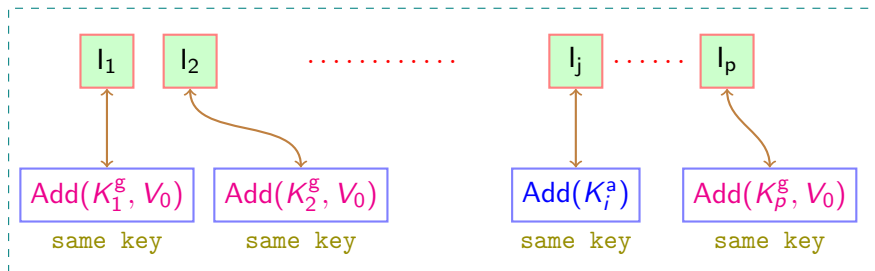 I₁ I₂ ............ Iⱼ ...... Iₚ
Add(K₁ᵍ, V₀) Add(K₂ᵍ, V₀) Add(Kᵢᵃ) Add(Kₚᵍ, V₀)
same key same key same key same key